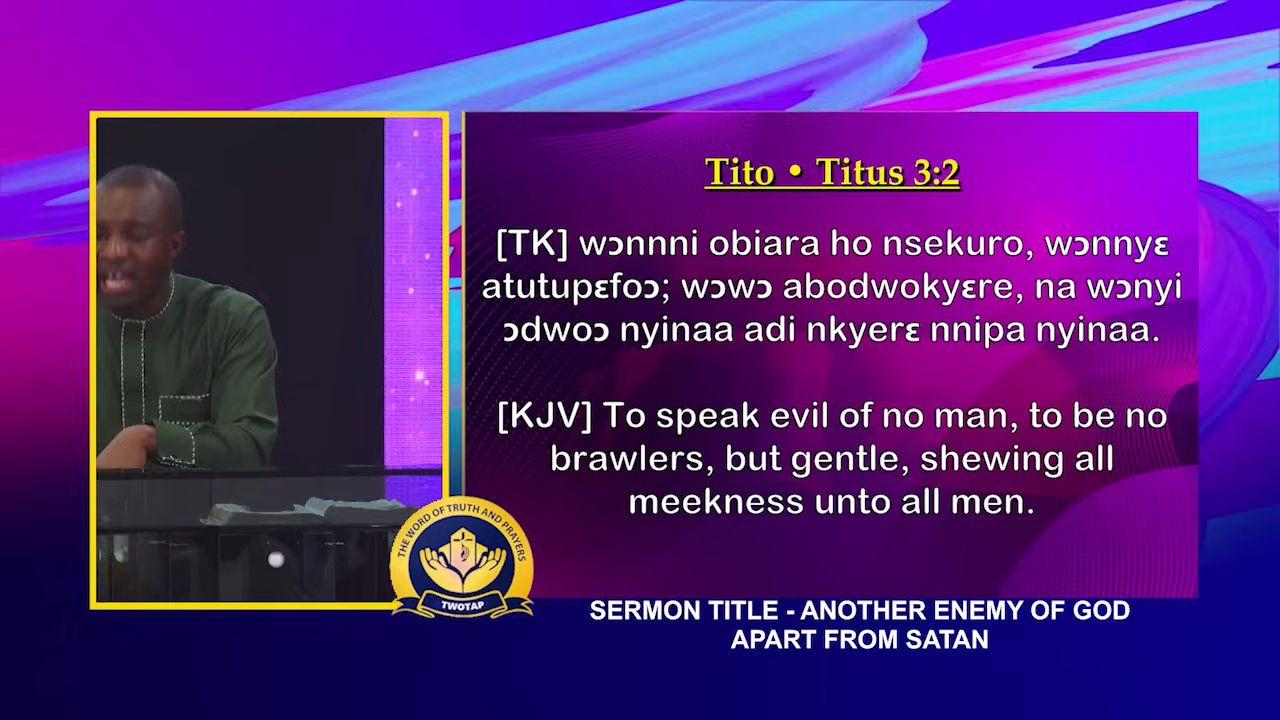 Tito • Titus 3:2
[TK] wɔnnni obiara ho nsekuro, wɔnnyɛ
atutupɛfoɔ; wɔwɔ abodwokyɛre, na wɔnyi
ɔdwoɔ nyinaa adi nkyerɛ nnipa nyinaa.
[KJV] To speak evil of no man, to be no
brawlers, but gentle, shewing all
meekness unto all men.
THE WORD OF TRUTH AND PRAYERS
TWOTAP
SERMON TITLE - ANOTHER ENEMY OF GOD
APART FROM SATAN